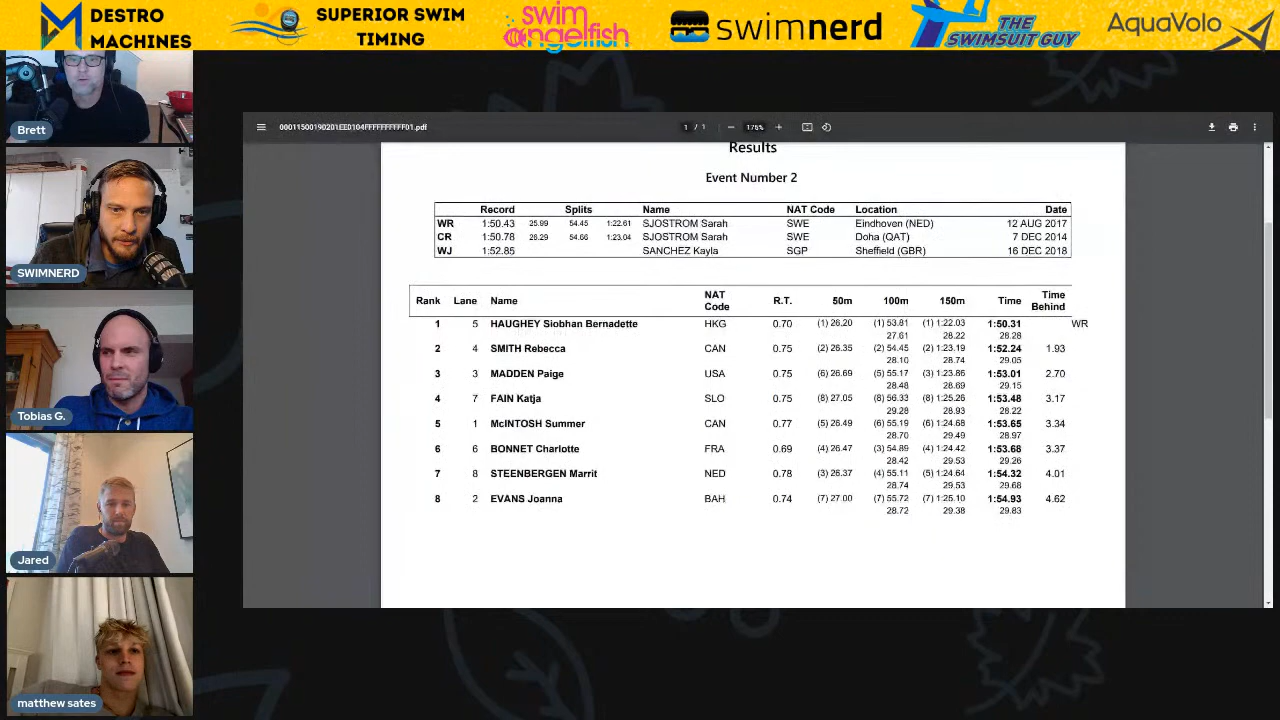 DESTRO
MACHINES
SUPERIOR SWIM
TIMING
swim
angelfish
swimnerd
THE
SWIMSUIT GUY
AquaVolo
Brett
SWIMNERD
Tobias G.
Jared
matthew sates
00011500190201EE0104FFFFFFFFFF01.pdf
1 / 1
175%
Results
Event Number 2
Record Splits Name NAT Code Location Date
WR 1:50.43 25.99 54.45 1:22.61 SJOSTROM Sarah SWE Eindhoven (NED) 12 AUG 2017
CR 1:50.78 26.29 54.66 1:23.04 SJOSTROM Sarah SWE Doha (QAT) 7 DEC 2014
WJ 1:52.85 SANCHEZ Kayla SGP Sheffield (GBR) 16 DEC 2018
Rank Lane Name NAT Code R.T. 50m 100m 150m Time Time Behind
1 5 HAUGHEY Siobhan Bernadette HKG 0.70 (1) 26.20 (1) 53.81 (1) 1:22.03 1:50.31 WR
27.61 28.22 28.28
2 4 SMITH Rebecca CAN 0.75 (2) 26.35 (2) 54.45 (2) 1:23.19 1:52.24 1.93
28.10 28.74 29.05
3 3 MADDEN Paige USA 0.75 (6) 26.69 (5) 55.17 (3) 1:23.86 1:53.01 2.70
28.48 28.69 29.15
4 7 FAIN Katja SLO 0.75 (8) 27.05 (8) 56.33 (8) 1:25.26 1:53.48 3.17
29.28 28.93 28.22
5 1 McINTOSH Summer CAN 0.77 (5) 26.49 (6) 55.19 (6) 1:24.68 1:53.65 3.34
28.70 29.49 28.97
6 6 BONNET Charlotte FRA 0.69 (4) 26.47 (3) 54.89 (4) 1:24.42 1:53.68 3.37
28.42 29.53 29.26
7 8 STEENBERGEN Marrit NED 0.78 (3) 26.37 (4) 55.11 (5) 1:24.64 1:54.32 4.01
28.74 29.53 29.68
8 2 EVANS Joanna BAH 0.74 (7) 27.00 (7) 55.72 (7) 1:25.10 1:54.93 4.62
28.72 29.38 29.83